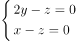 2y − z = 0
x − z = 0